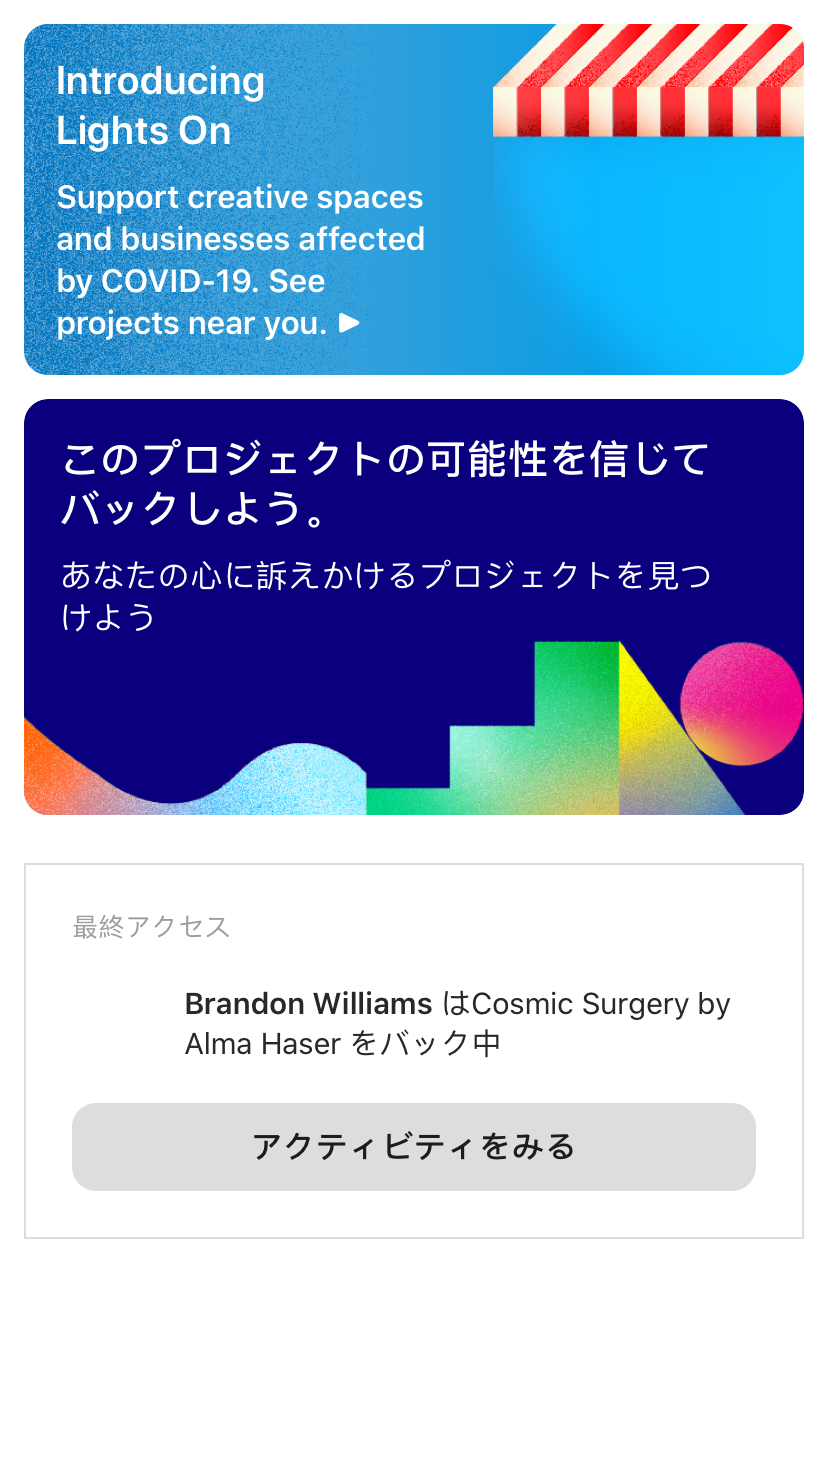 Introducing
Lights On
Support creative spaces
and businesses affected
by COVID-19. See
projects near you. ▶
このプロジェクトの可能性を信じて
バックしよう。
あなたの心に訴えかけるプロジェクトを見つ
けよう
最終アクセス
Brandon Williams はCosmic Surgery by
Alma Haser をバック中
アクティビティをみる